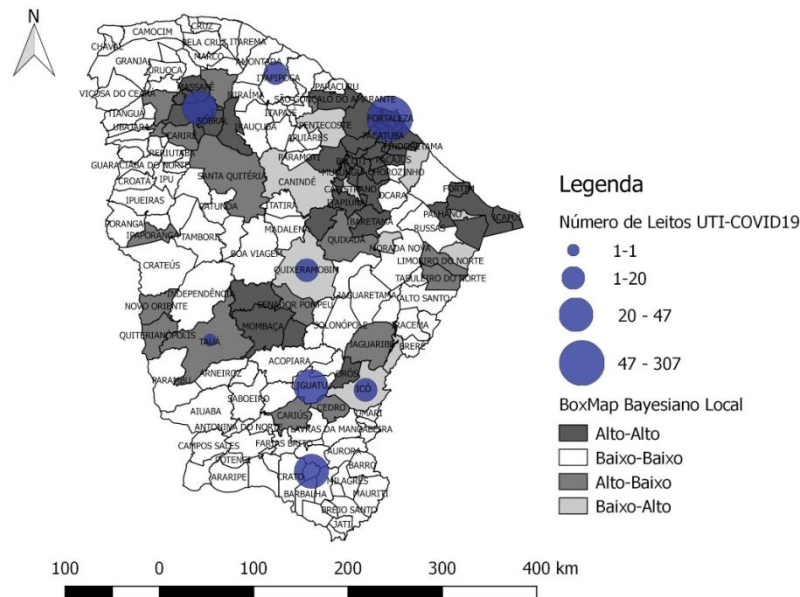 N
CAMOCIM
CRUZ
BELA CRUZ
ITAREMA
CHAVAL
MARCO
GRANJA
AMONTADA
URUOCA
ITAPIPOCA
MASSAPÊ
PARACURU
VIÇOSA DO CEARÁ
MIRAÍMA
SÃO GONÇALO DO AMARANTE
TIANGUÁ
SOBRAL
ITAPAJÉ
PENTECOSTE
FORTALEZA
UBAJARA
IRAUÇUBA
PACATUBA
CARIRÉ
APUIARÉS
PINDORETAMA
RERIUTABA
PARAMOTI
PACAJUS
GUARACIABA DO NORTE
CHOROZINHO
CROATÁ
IPU
SANTA QUITÉRIA
CANINDÉ
CAPISTRANO
FORTIM
IPUEIRAS
ITAPIÚNA
OCARA
CATUNDA
ITATIRA
PALHANO
ICAPUÍ
PORANGA
IBARETAMA
RUSSAS
IPAPORANGA
TAMBORIL
MADALENA
QUIXADÁ
MORADA NOVA
BOA VIAGEM
LIMOEIRO DO NORTE
CRATEÚS
QUIXERAMOBIM
TABULEIRO DO NORTE
INDEPENDÊNCIA
JAGUARETAMA
NOVO ORIENTE
SENADOR POMPEU
ALTO SANTO
QUITERIANÓPOLIS
MOMBAÇA
SOLONÓPOLE
IRACEMA
TAUÁ
JAGUARIBE
ERERÊ
ACOPIARA
PARAMBU
ARNEIROZ
ORÓS
IGUATU
ICÓ
SABOEIRO
CEDRO
AIUABA
CARIÚS
UMARI
ANTONINA DO NORTE
LAVRAS DA MANGABEIRA
CAMPOS SALES
FARIAS BRITO
AURORA
POTENGI
BARRO
ARARIPE
CRATO
MILAGRES
BARBALHA
MAURITI
BREJO SANTO
JATI
Legenda
Número de Leitos UTI-COVID19
1-1
1-20
20 - 47
47 - 307
BoxMap Bayesiano Local
Alto-Alto
Baixo-Baixo
Alto-Baixo
Baixo-Alto
100 0 100 200 300 400 km